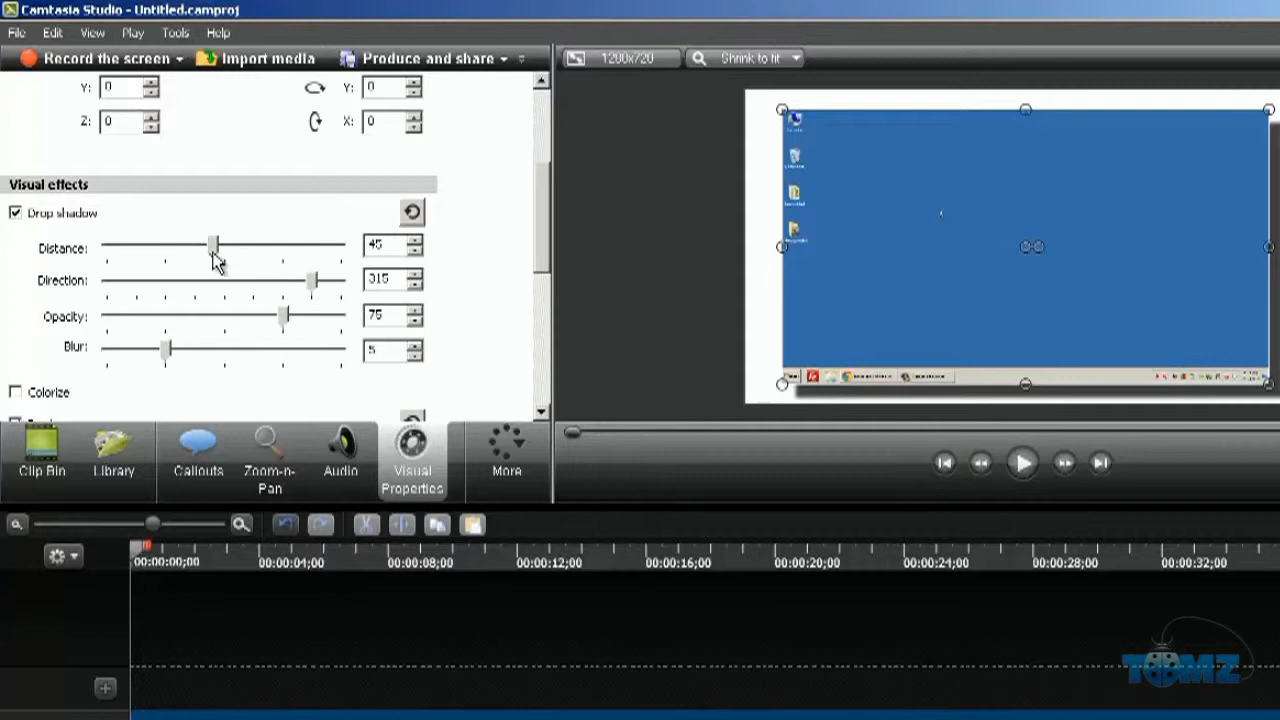 Camtasia Studio - Untitled.camproj
File Edit View Play Tools Help
Record the screen Import media Produce and share
1280x720 Shrink to fit
Y: 0 Y: 0
Z: 0 X: 0
Visual effects
Drop shadow
Distance: 45
Direction: 315
Opacity: 75
Blur: 5
Colorize
Clip Bin Library Callouts Zoom-n-Pan Audio Visual Properties More
00:00:00;00 00:00:04;00 00:00:08;00 00:00:12;00 00:00:16;00 00:00:20;00 00:00:24;00 00:00:28;00 00:00:32;00
TOMZ